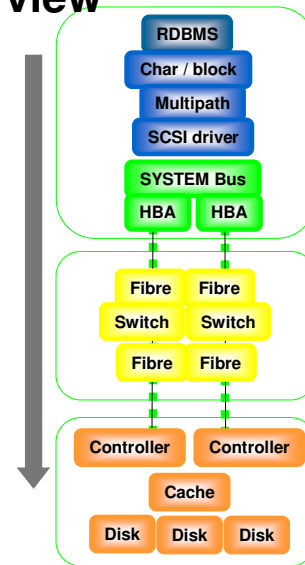 view
RDBMS
Char / block
Multipath
SCSI driver
SYSTEM Bus
HBA HBA
Fibre Fibre
Switch Switch
Fibre Fibre
Controller Controller
Cache
Disk Disk Disk